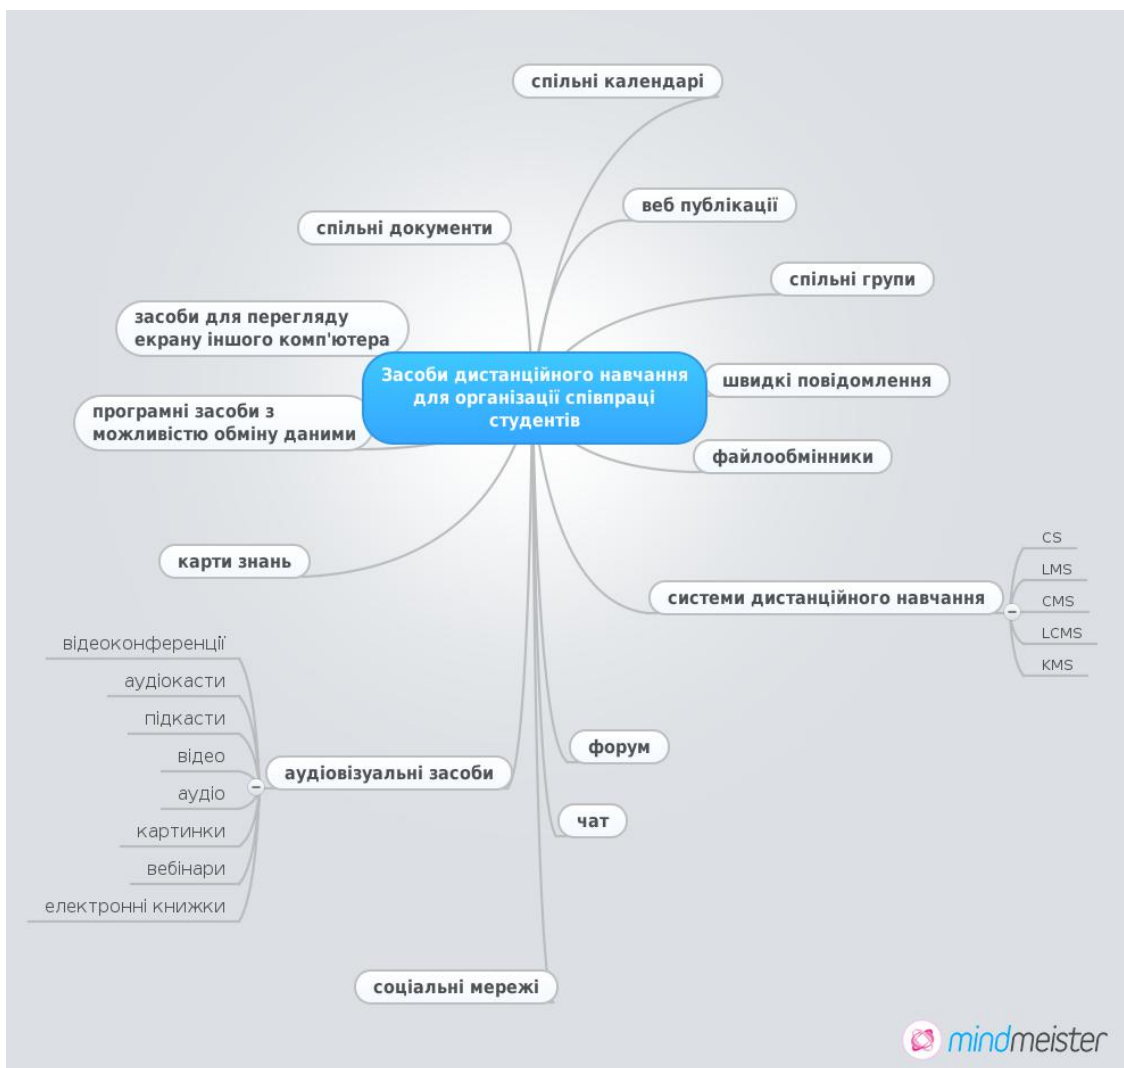 спільні календарі
веб публікації
спільні документи
спільні групи
засоби для перегляду
екрану іншого комп'ютера
Засоби дистанційного навчання
для організації співпраці
студентів
швидкі повідомлення
програмні засоби з
можливістю обміну даними
файлообмінники
карти знань
системи дистанційного навчання
CS
LMS
CMS
LCMS
KMS
відеоконференції
аудіокасти
підкасти
відео
аудіо
картинки
вебінари
електронні книжки
аудіовізуальні засоби
форум
чат
соціальні мережі
mindmeister